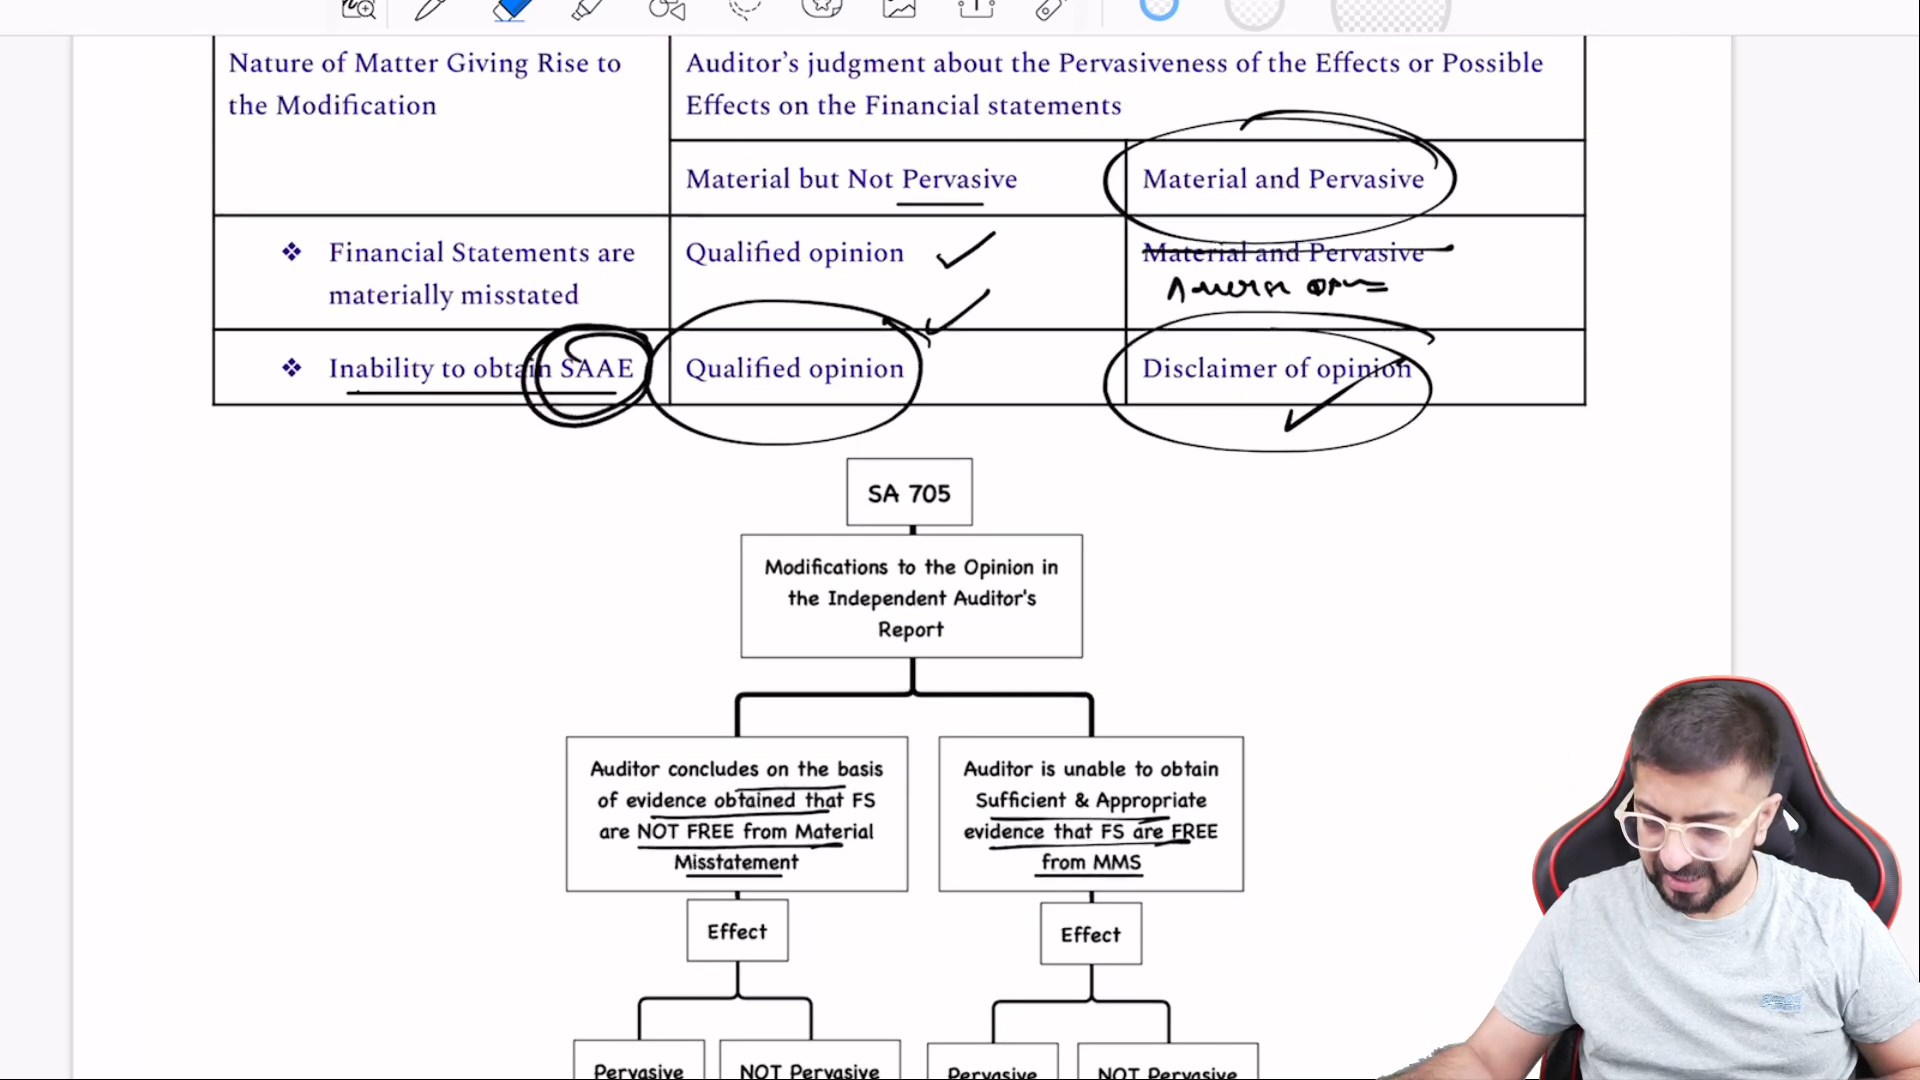 Nature of Matter Giving Rise to
the Modification
Auditor's judgment about the Pervasiveness of the Effects or Possible
Effects on the Financial statements
Material but Not Pervasive
Material and Pervasive
❖ Financial Statements are
materially misstated
Qualified opinion
Material and Pervasive
❖ Inability to obtain SAAE
Qualified opinion
Disclaimer of opinion
SA 705
Modifications to the Opinion in
the Independent Auditor's
Report
Auditor concludes on the basis
of evidence obtained that FS
are NOT FREE from Material
Misstatement
Auditor is unable to obtain
Sufficient & Appropriate
evidence that FS are FREE
from MMS
Effect
Effect
Pervasive
NOT Pervasive
Pervasive
NOT Pervasive